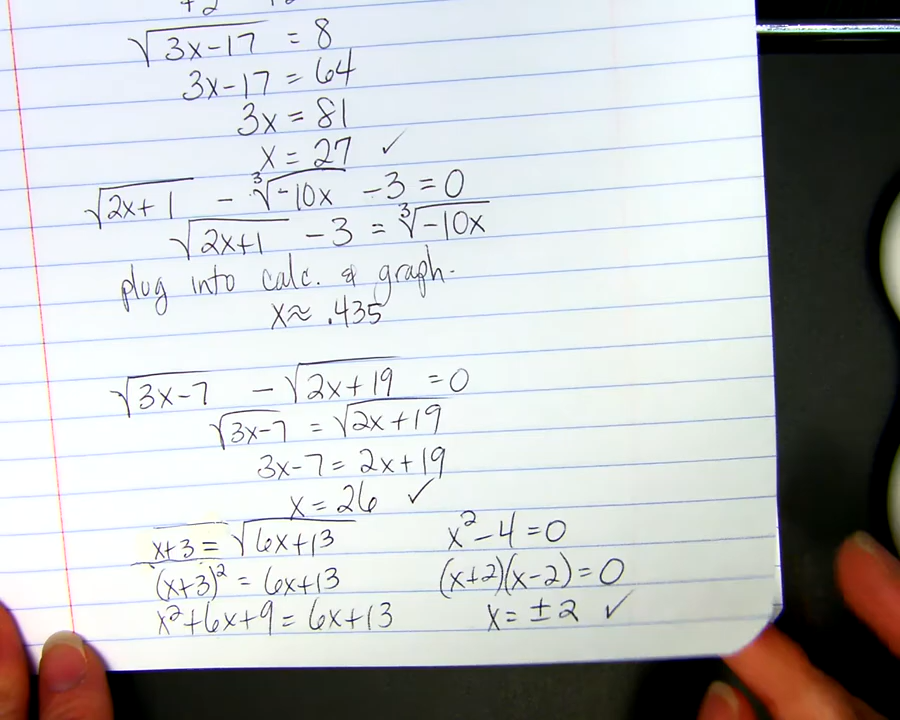 √3x-17 = 8
3x-17 = 64
3x = 81
x = 27 ✓
√2x+1 - ∛-10x -3 = 0
√2x+1 -3 = ∛-10x
plug into calc. & graph.
x≈ .435
√3x-7 - √2x+19 = 0
√3x-7 = √2x+19
3x-7 = 2x+19
x = 26 ✓
x+3 = √6x+13
(x+3)² = 6x+13
x²+6x+9 = 6x+13
x²-4=0
(x+2)(x-2)=0
x= ±2 ✓